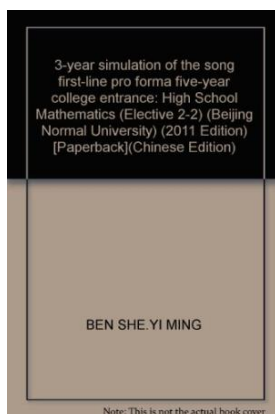 3-year simulation of the song
first-line pro forma five-year
college entrance: High School
Mathematics (Elective 2-2) (Beijing
Normal University) (2011 Edition)
[Paperback](Chinese Edition)
BEN SHE.YI MING
Note: This is not the actual book cover